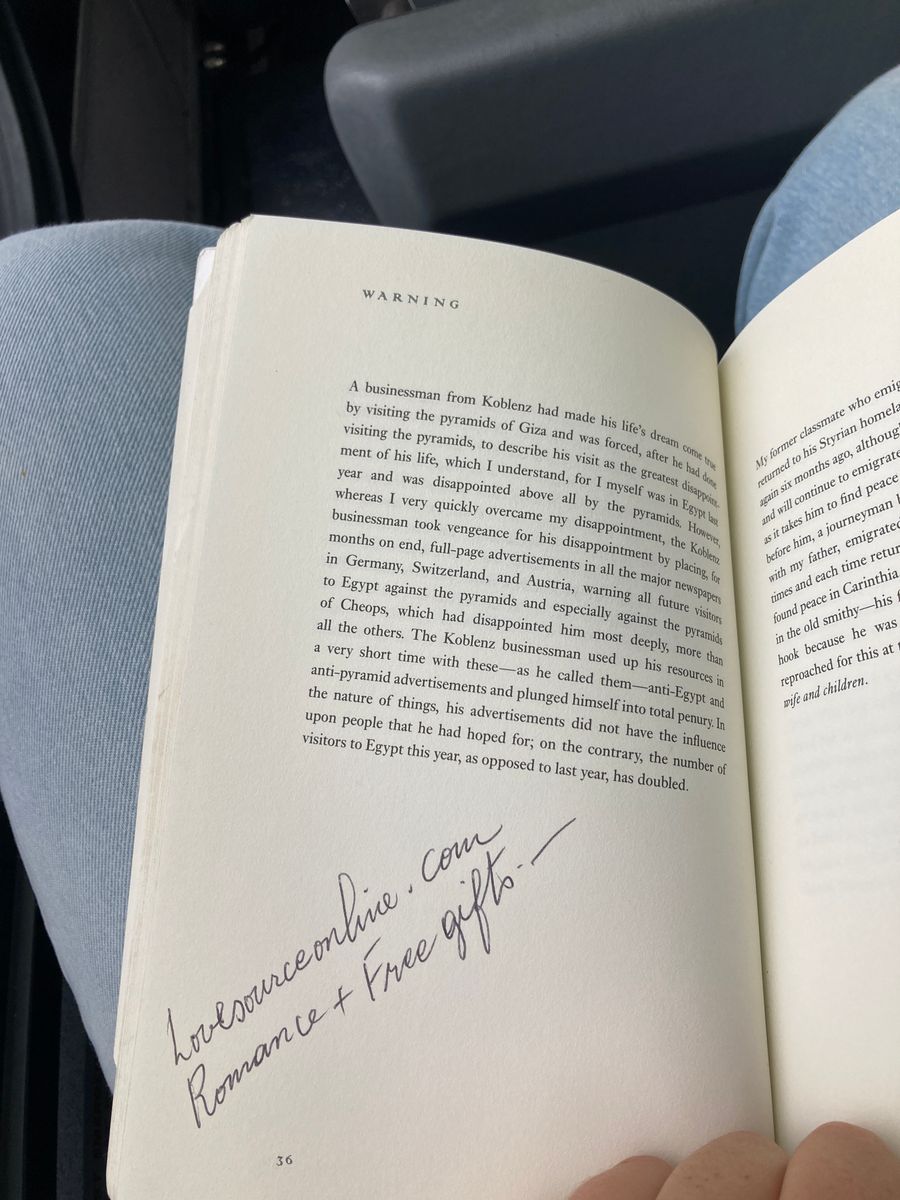 WARNING
A businessman from Koblenz had made his life's dream come true
by visiting the pyramids of Giza and was forced, after he had done
visiting the pyramids, to describe his visit as the greatest disappoint-
ment of his life, which I understand, for I myself was in Egypt last
year and was disappointed above all by the pyramids. However,
whereas I very quickly overcame my disappointment, the Koblenz
businessman took vengeance for his disappointment by placing, for
months on end, full-page advertisements in all the major newspapers
in Germany, Switzerland, and Austria, warning all future visitors
to Egypt against the pyramids and especially against the pyramids
of Cheops, which had disappointed him most deeply, more than
all the others. The Koblenz businessman used up his resources in
a very short time with these—as he called them—anti-Egypt and
anti-pyramid advertisements and plunged himself into total penury. In
the nature of things, his advertisements did not have the influence
upon people that he had hoped for; on the contrary, the number of
visitors to Egypt this year, as opposed to last year, has doubled.
Lovesourceonline.com
Romance + Free gifts.—
36
My former classmate who
returned to his Styrian
again six months ago,
and will continue to emigrate
as it takes him to find peace
before him, a journeyman
with my father, emigrated
times and each time
found peace in Carinthia
in the old smithy—his
hook because he was
reproached for this at
wife and children.